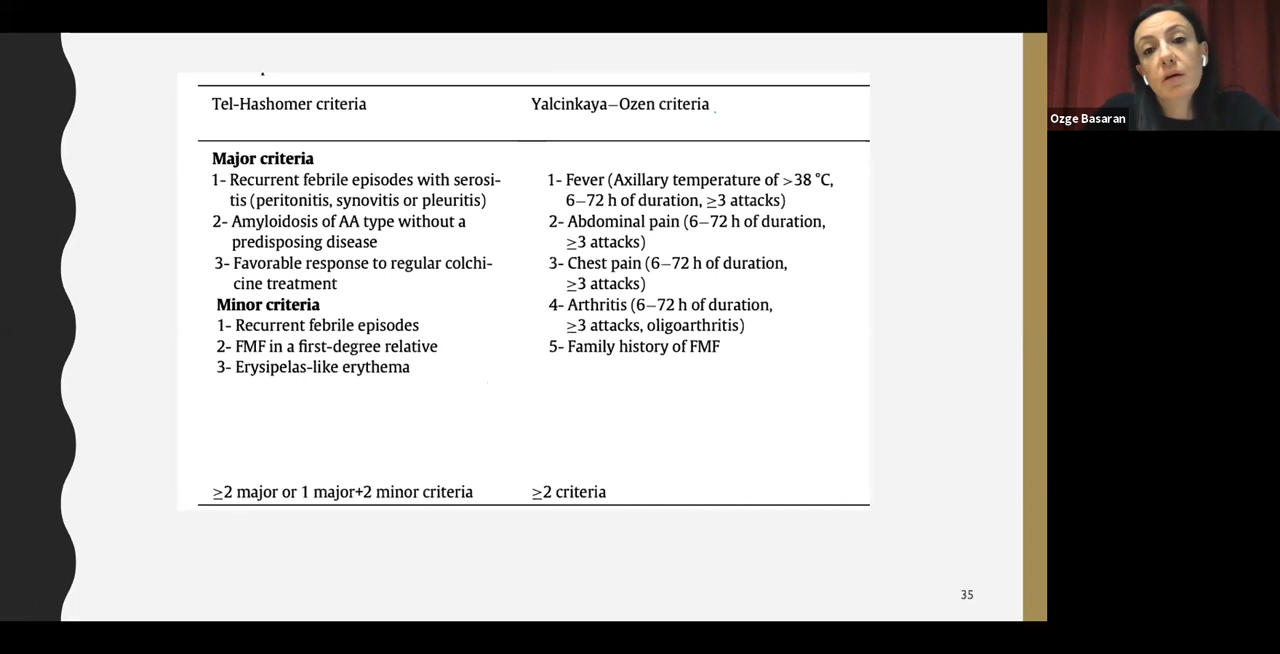 Tel-Hashomer criteria
Yalcinkaya–Ozen criteria
Major criteria
1- Recurrent febrile episodes with serosi-
tis (peritonitis, synovitis or pleuritis)
2- Amyloidosis of AA type without a
predisposing disease
3- Favorable response to regular colchi-
cine treatment
Minor criteria
1- Recurrent febrile episodes
2- FMF in a first-degree relative
3- Erysipelas-like erythema
≥2 major or 1 major+2 minor criteria
1- Fever (Axillary temperature of >38 °C,
6–72 h of duration, ≥3 attacks)
2- Abdominal pain (6–72 h of duration,
≥3 attacks)
3- Chest pain (6–72 h of duration,
≥3 attacks)
4- Arthritis (6–72 h of duration,
≥3 attacks, oligoarthritis)
5- Family history of FMF
≥2 criteria
35
Ozge Basaran